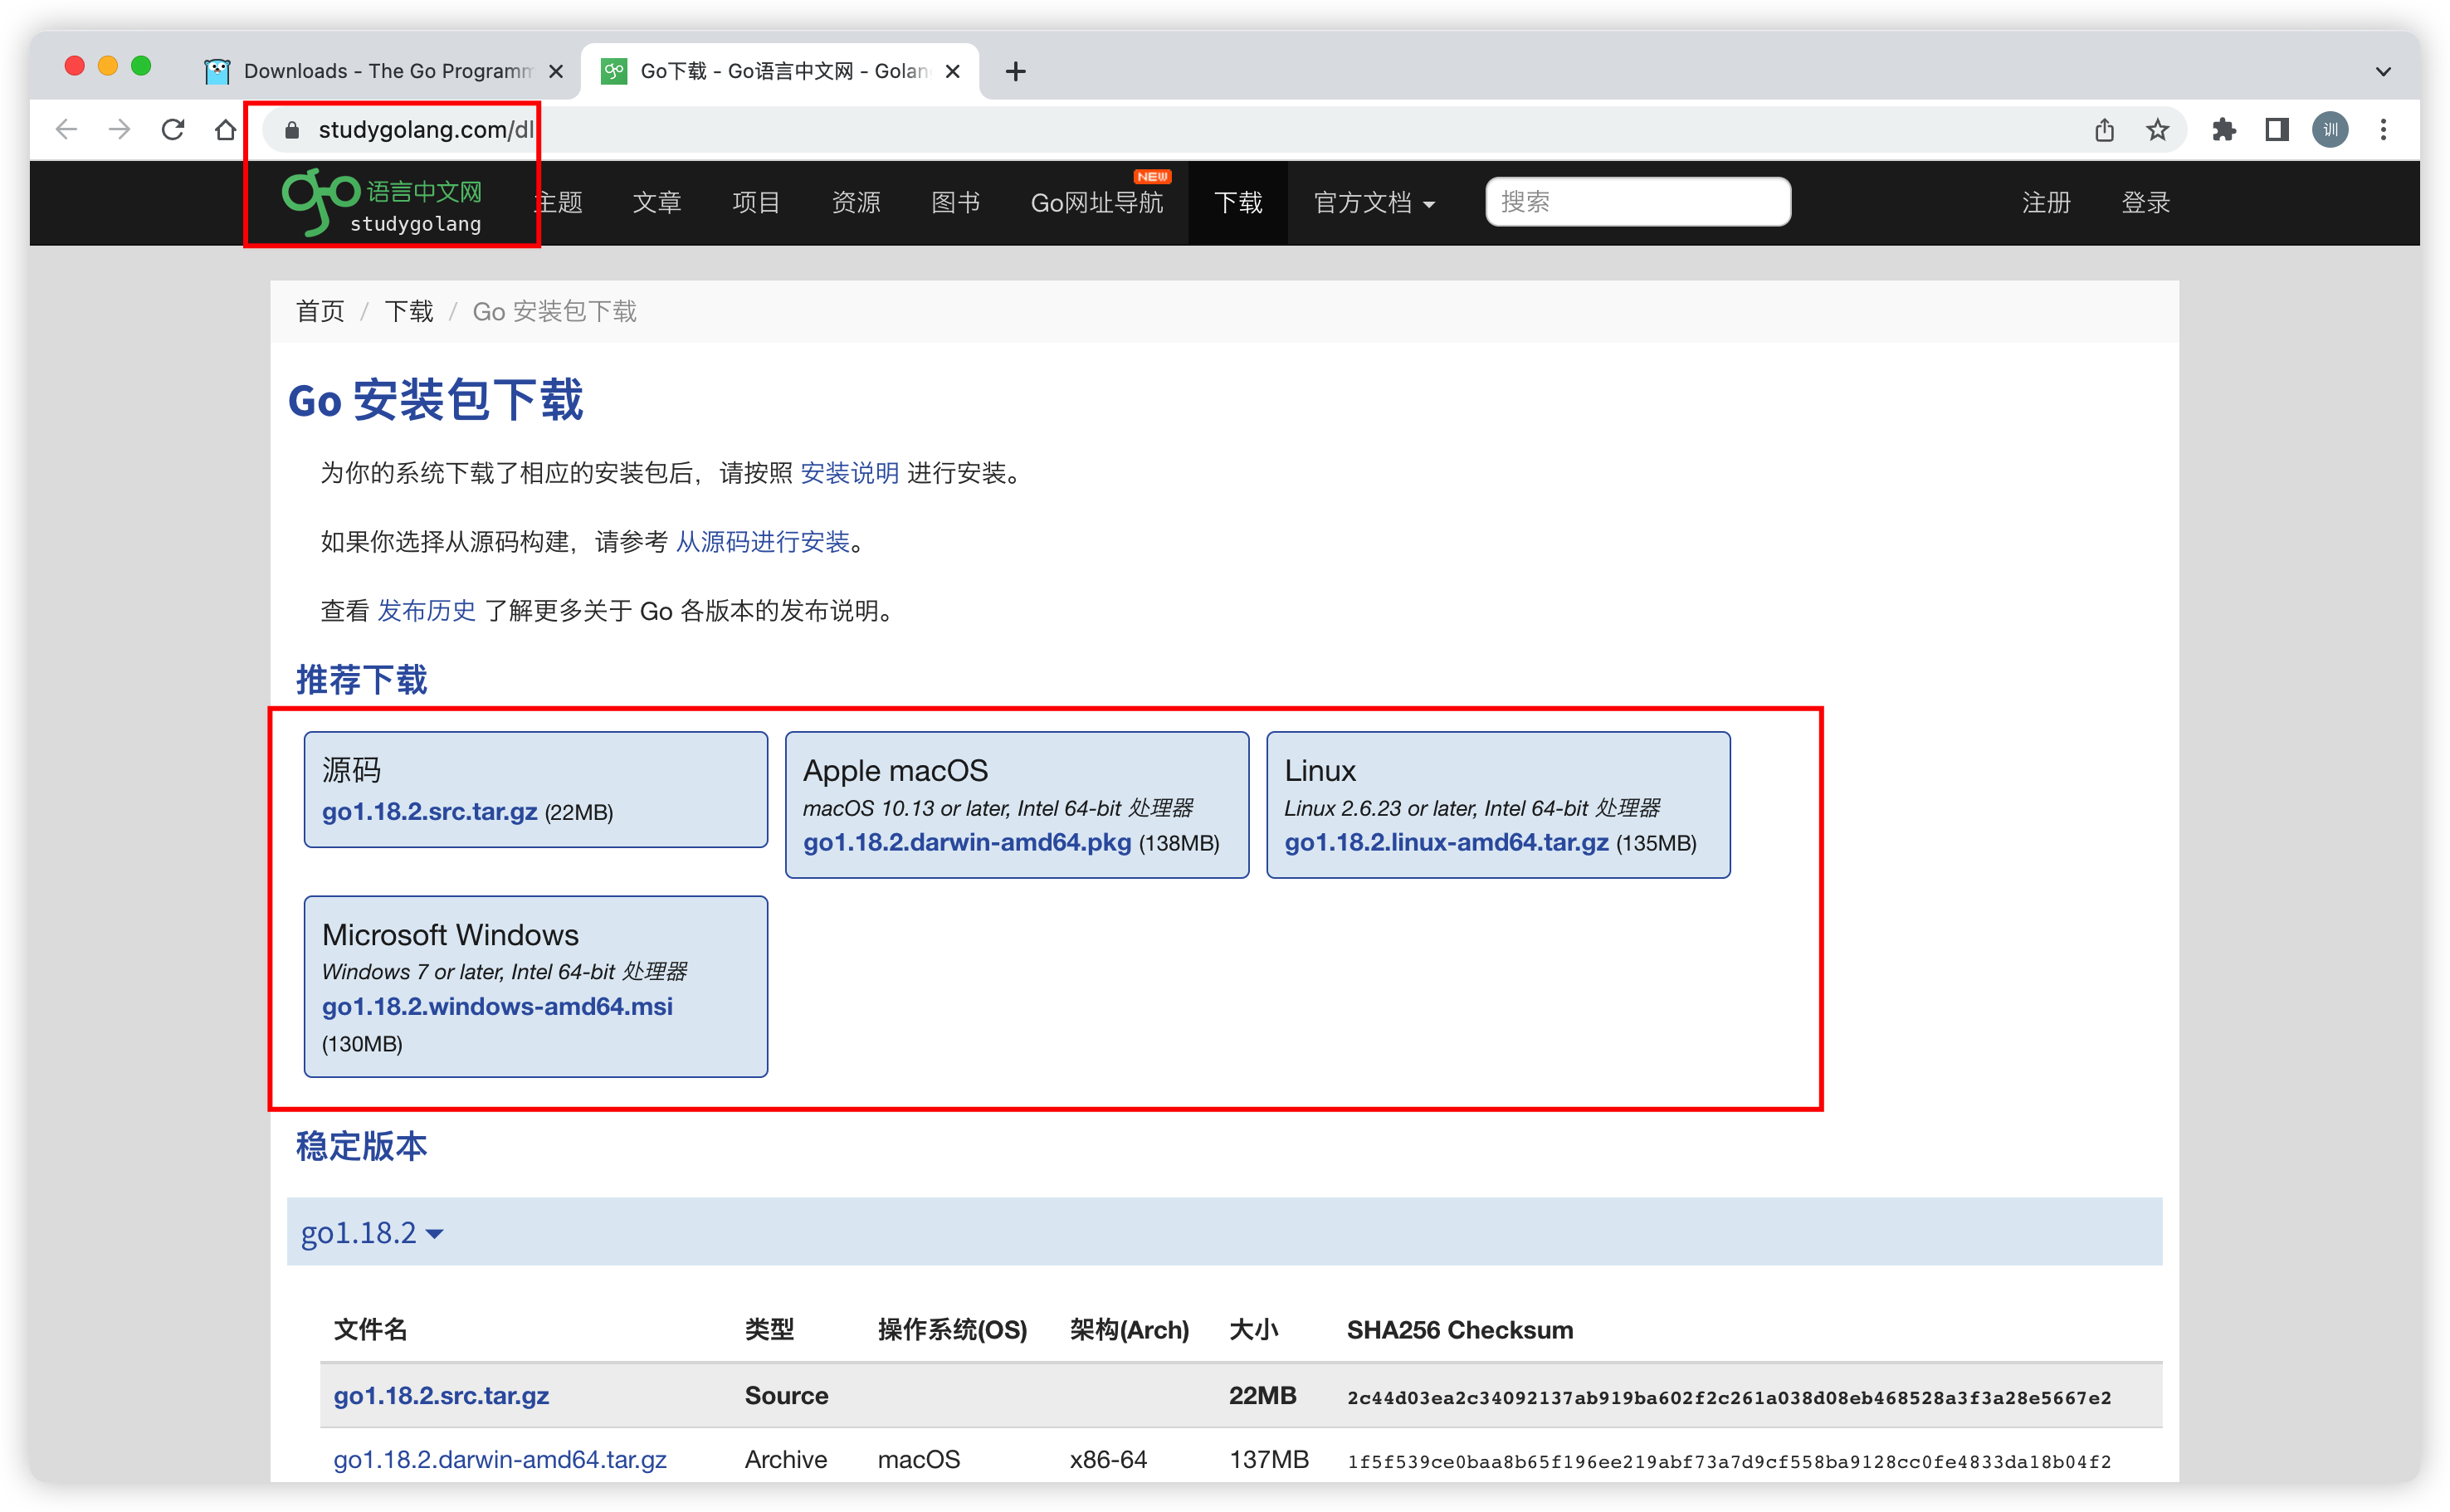 Downloads - The Go Programm
Go下载 - Go语言中文网 - Golan
studygolang.com/dl
训
go语言中文网
studygolang
主题 文章 项目 资源 图书 Go网址导航 NEW 下载 官方文档 搜索 注册 登录
首页 / 下载 / Go 安装包下载
Go 安装包下载
为你的系统下载了相应的安装包后，请按照 安装说明 进行安装。
如果你选择从源码构建，请参考 从源码进行安装。
查看 发布历史 了解更多关于 Go 各版本的发布说明。
推荐下载
源码
go1.18.2.src.tar.gz (22MB)
Apple macOS
macOS 10.13 or later, Intel 64-bit 处理器
go1.18.2.darwin-amd64.pkg (138MB)
Linux
Linux 2.6.23 or later, Intel 64-bit 处理器
go1.18.2.linux-amd64.tar.gz (135MB)
Microsoft Windows
Windows 7 or later, Intel 64-bit 处理器
go1.18.2.windows-amd64.msi
(130MB)
稳定版本
go1.18.2
文件名 类型 操作系统(OS) 架构(Arch) 大小 SHA256 Checksum
go1.18.2.src.tar.gz Source 22MB 2c44d03ea2c34092137ab919ba602f2c261a038d08eb468528a3f3a28e5667e2
go1.18.2.darwin-amd64.tar.gz Archive macOS x86-64 137MB 1f5f539ce0baa8b65f196ee219abf73a7d9cf558ba9128cc0fe4833da18b04f2